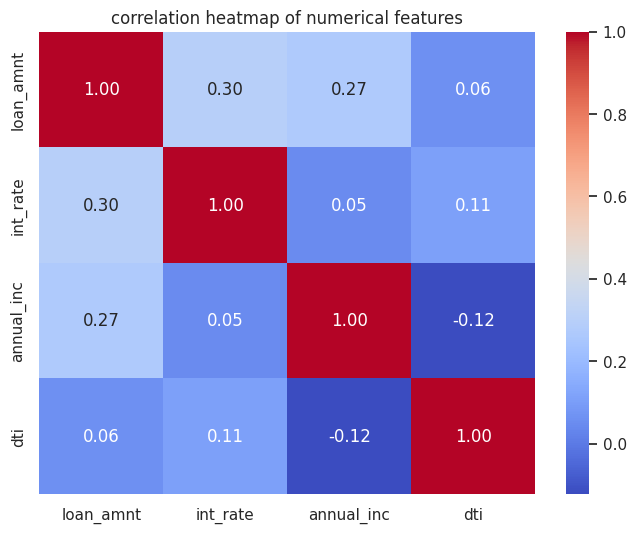 correlation heatmap of numerical features
loan_amnt 1.00 0.30 0.27 0.06
int_rate 0.30 1.00 0.05 0.11
annual_inc 0.27 0.05 1.00 -0.12
dti 0.06 0.11 -0.12 1.00
loan_amnt int_rate annual_inc dti
1.0
0.8
0.6
0.4
0.2
0.0